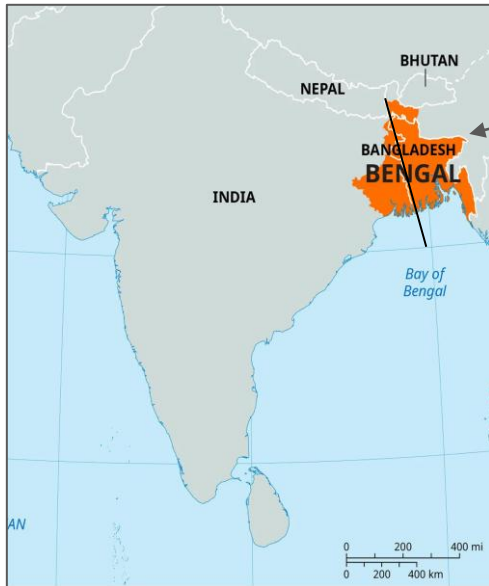 BHUTAN
NEPAL
BANGLADESH
BENGAL
INDIA
Bay of
Bengal
AN
0 200 400 mi
0 200 400 km